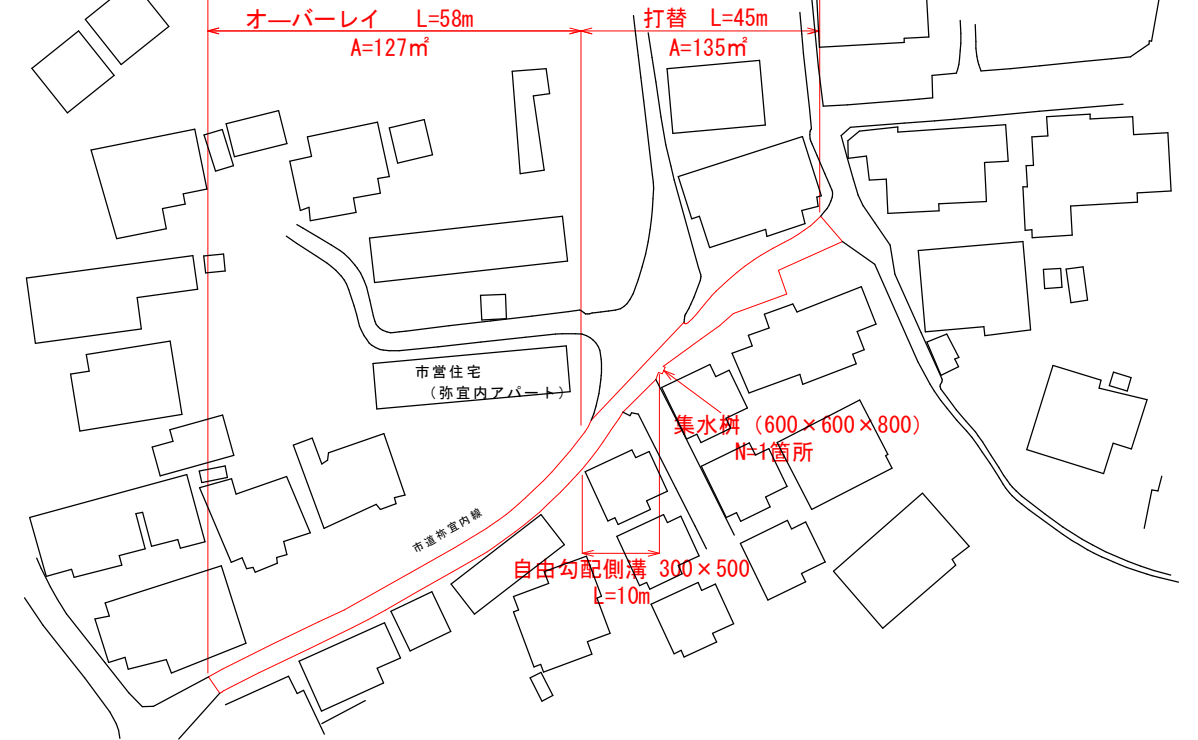 オーバーレイ　L=58m
打替　L=45m
A=127㎡
A=135㎡
市営住宅
（弥宜内アパート）
集水桝（600×600×800）
N=1箇所
市道祢宜内線
自由勾配側溝 300×500
L=10m